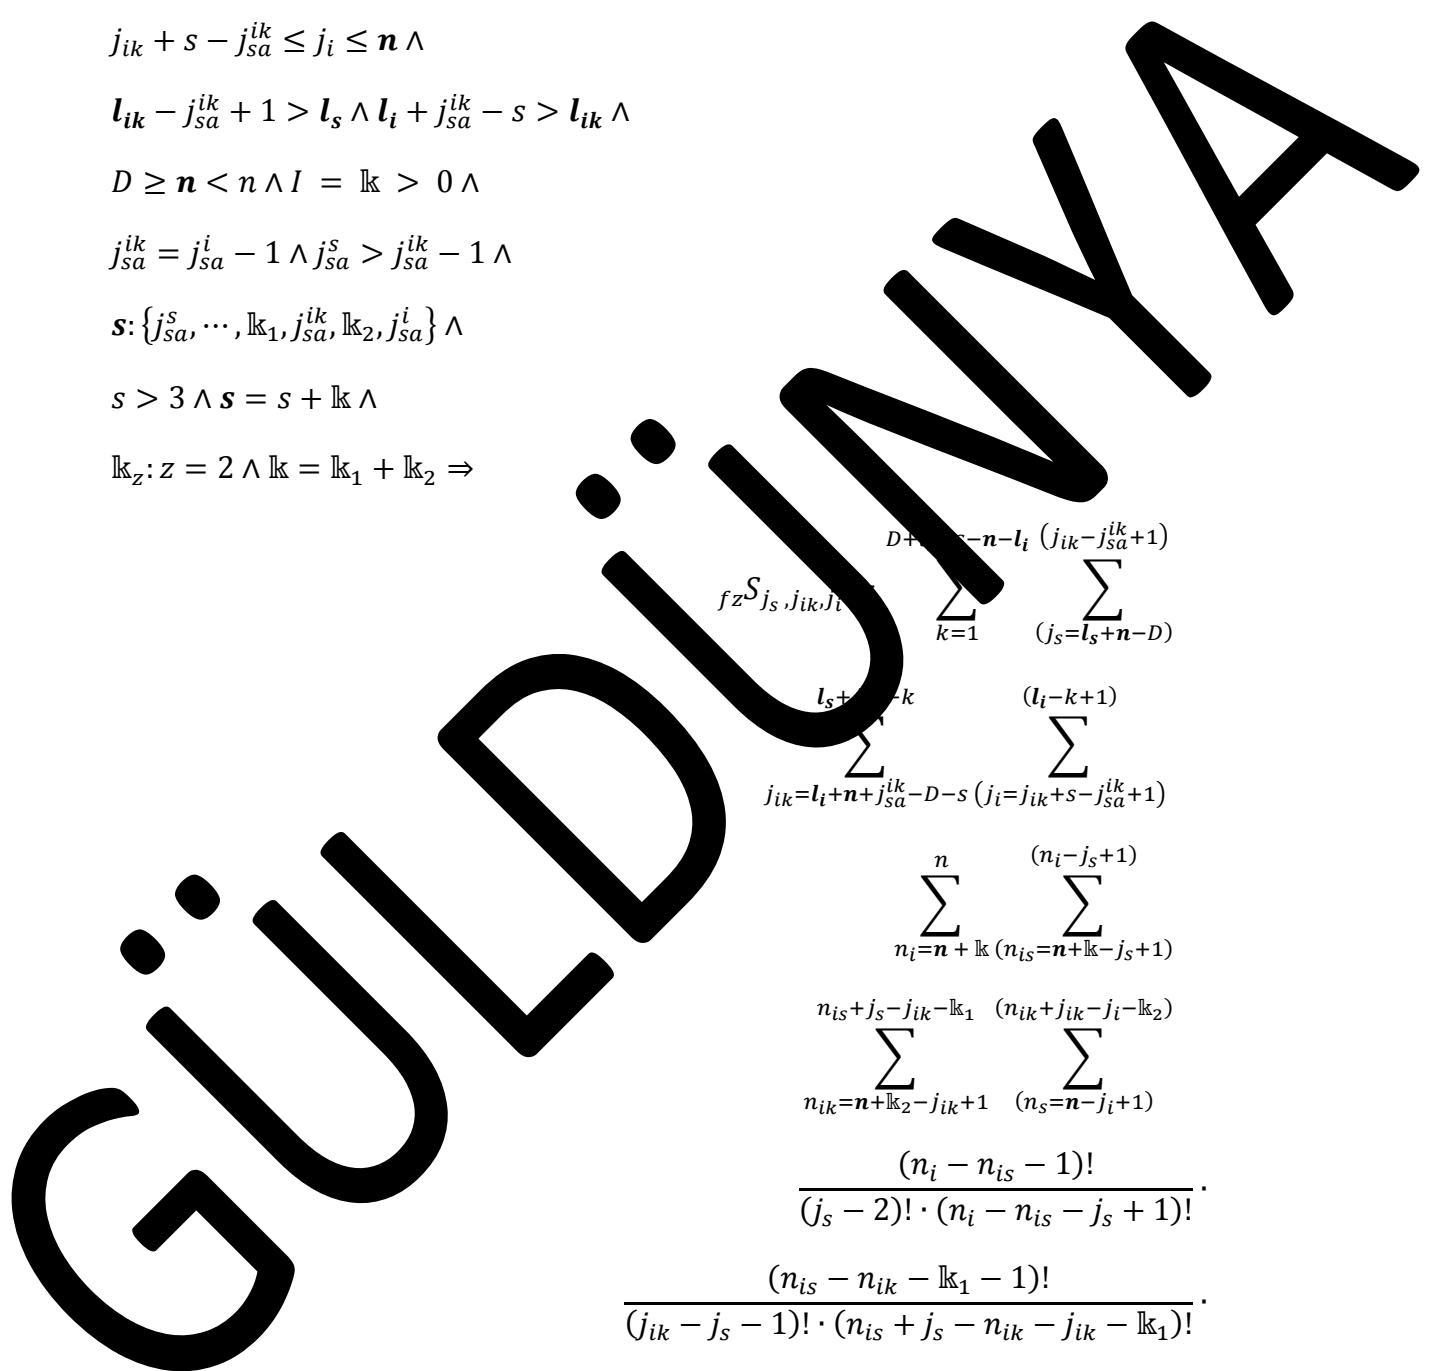 j_{ik} + s − j_{sa}^{ik} ≤ j_i ≤ 𝒏 ∧
𝒍_{𝒊𝒌} − j_{sa}^{ik} + 1 > 𝒍_𝒔 ∧ 𝒍_𝒊 + j_{sa}^{ik} − s > 𝒍_{𝒊𝒌} ∧
D ≥ 𝒏 < n ∧ I = 𝕜 > 0 ∧
j_{sa}^{ik} = j_{sa}^{i} − 1 ∧ j_{sa}^{s} > j_{sa}^{ik} − 1 ∧
𝒔: {j_{sa}^{s}, ⋯ , 𝕜_1, j_{sa}^{ik}, 𝕜_2, j_{sa}^{i}} ∧
s > 3 ∧ 𝒔 = s + 𝕜 ∧
𝕜_z: z = 2 ∧ 𝕜 = 𝕜_1 + 𝕜_2 ⇒
D+ −𝒏−𝒍_𝒊 (j_{ik}−j_{sa}^{ik}+1)
_{fz}S_{j_s,j_{ik},j_i} ∑ ∑
k=1 (j_s=𝒍_𝒔+𝒏−D)
𝒍_𝒔+ −k (𝒍_𝒊−k+1)
∑ ∑
j_{ik}=𝒍_𝒊+𝒏+j_{sa}^{ik}−D−s (j_i=j_{ik}+s−j_{sa}^{ik}+1)
n (n_i−j_s+1)
∑ ∑
n_i=𝒏+𝕜 (n_{is}=𝒏+𝕜−j_s+1)
n_{is}+j_s−j_{ik}−𝕜_1 (n_{ik}+j_{ik}−j_i−𝕜_2)
∑ ∑
n_{ik}=𝒏+𝕜_2−j_{ik}+1 (n_s=𝒏−j_i+1)
(n_i − n_{is} − 1)!
(j_s − 2)! · (n_i − n_{is} − j_s + 1)! ·
(n_{is} − n_{ik} − 𝕜_1 − 1)!
(j_{ik} − j_s − 1)! · (n_{is} + j_s − n_{ik} − j_{ik} − 𝕜_1)! ·
GÜLDÜNYA